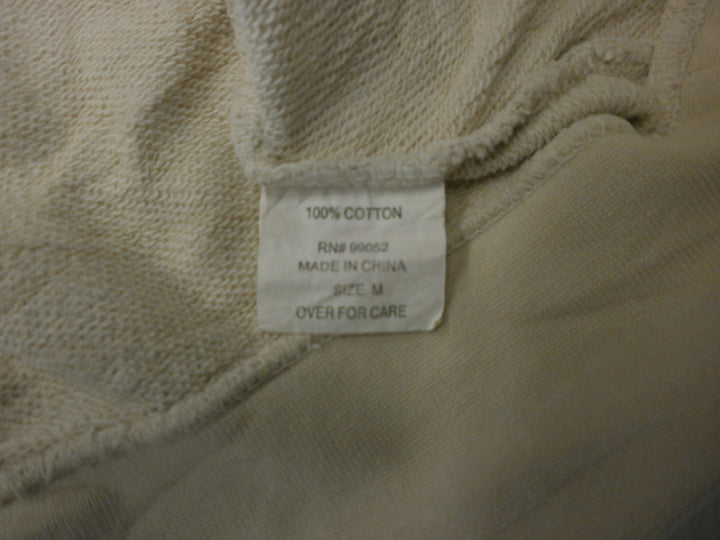 100% COTTON
RN# 99052
MADE IN CHINA
SIZE M
OVER FOR CARE